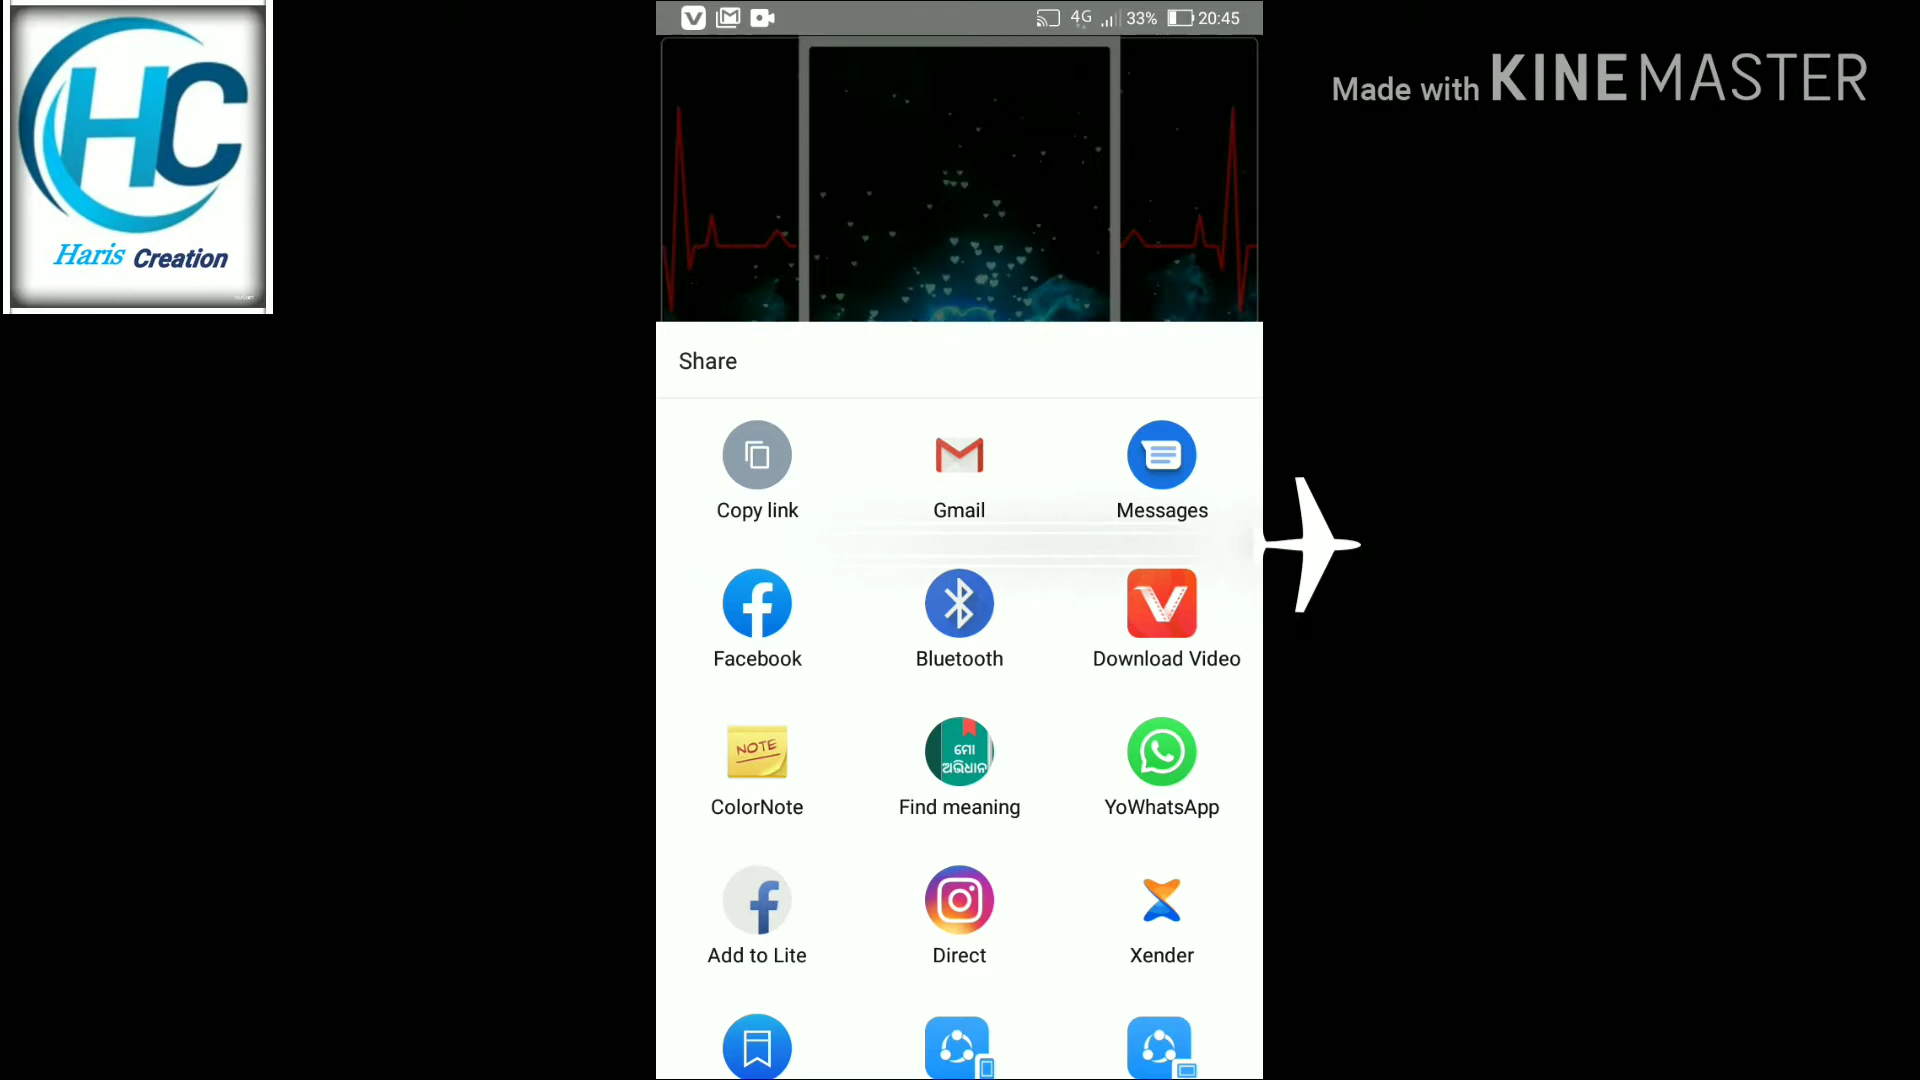 HC
Haris Creation
4G 33% 20:45
Made with KINEMASTER
Share
Copy link
Gmail
Messages
Facebook
Bluetooth
Download Video
NOTE
ମୋ
ଅଭିଧାନ
ColorNote
Find meaning
YoWhatsApp
Add to Lite
Direct
Xender